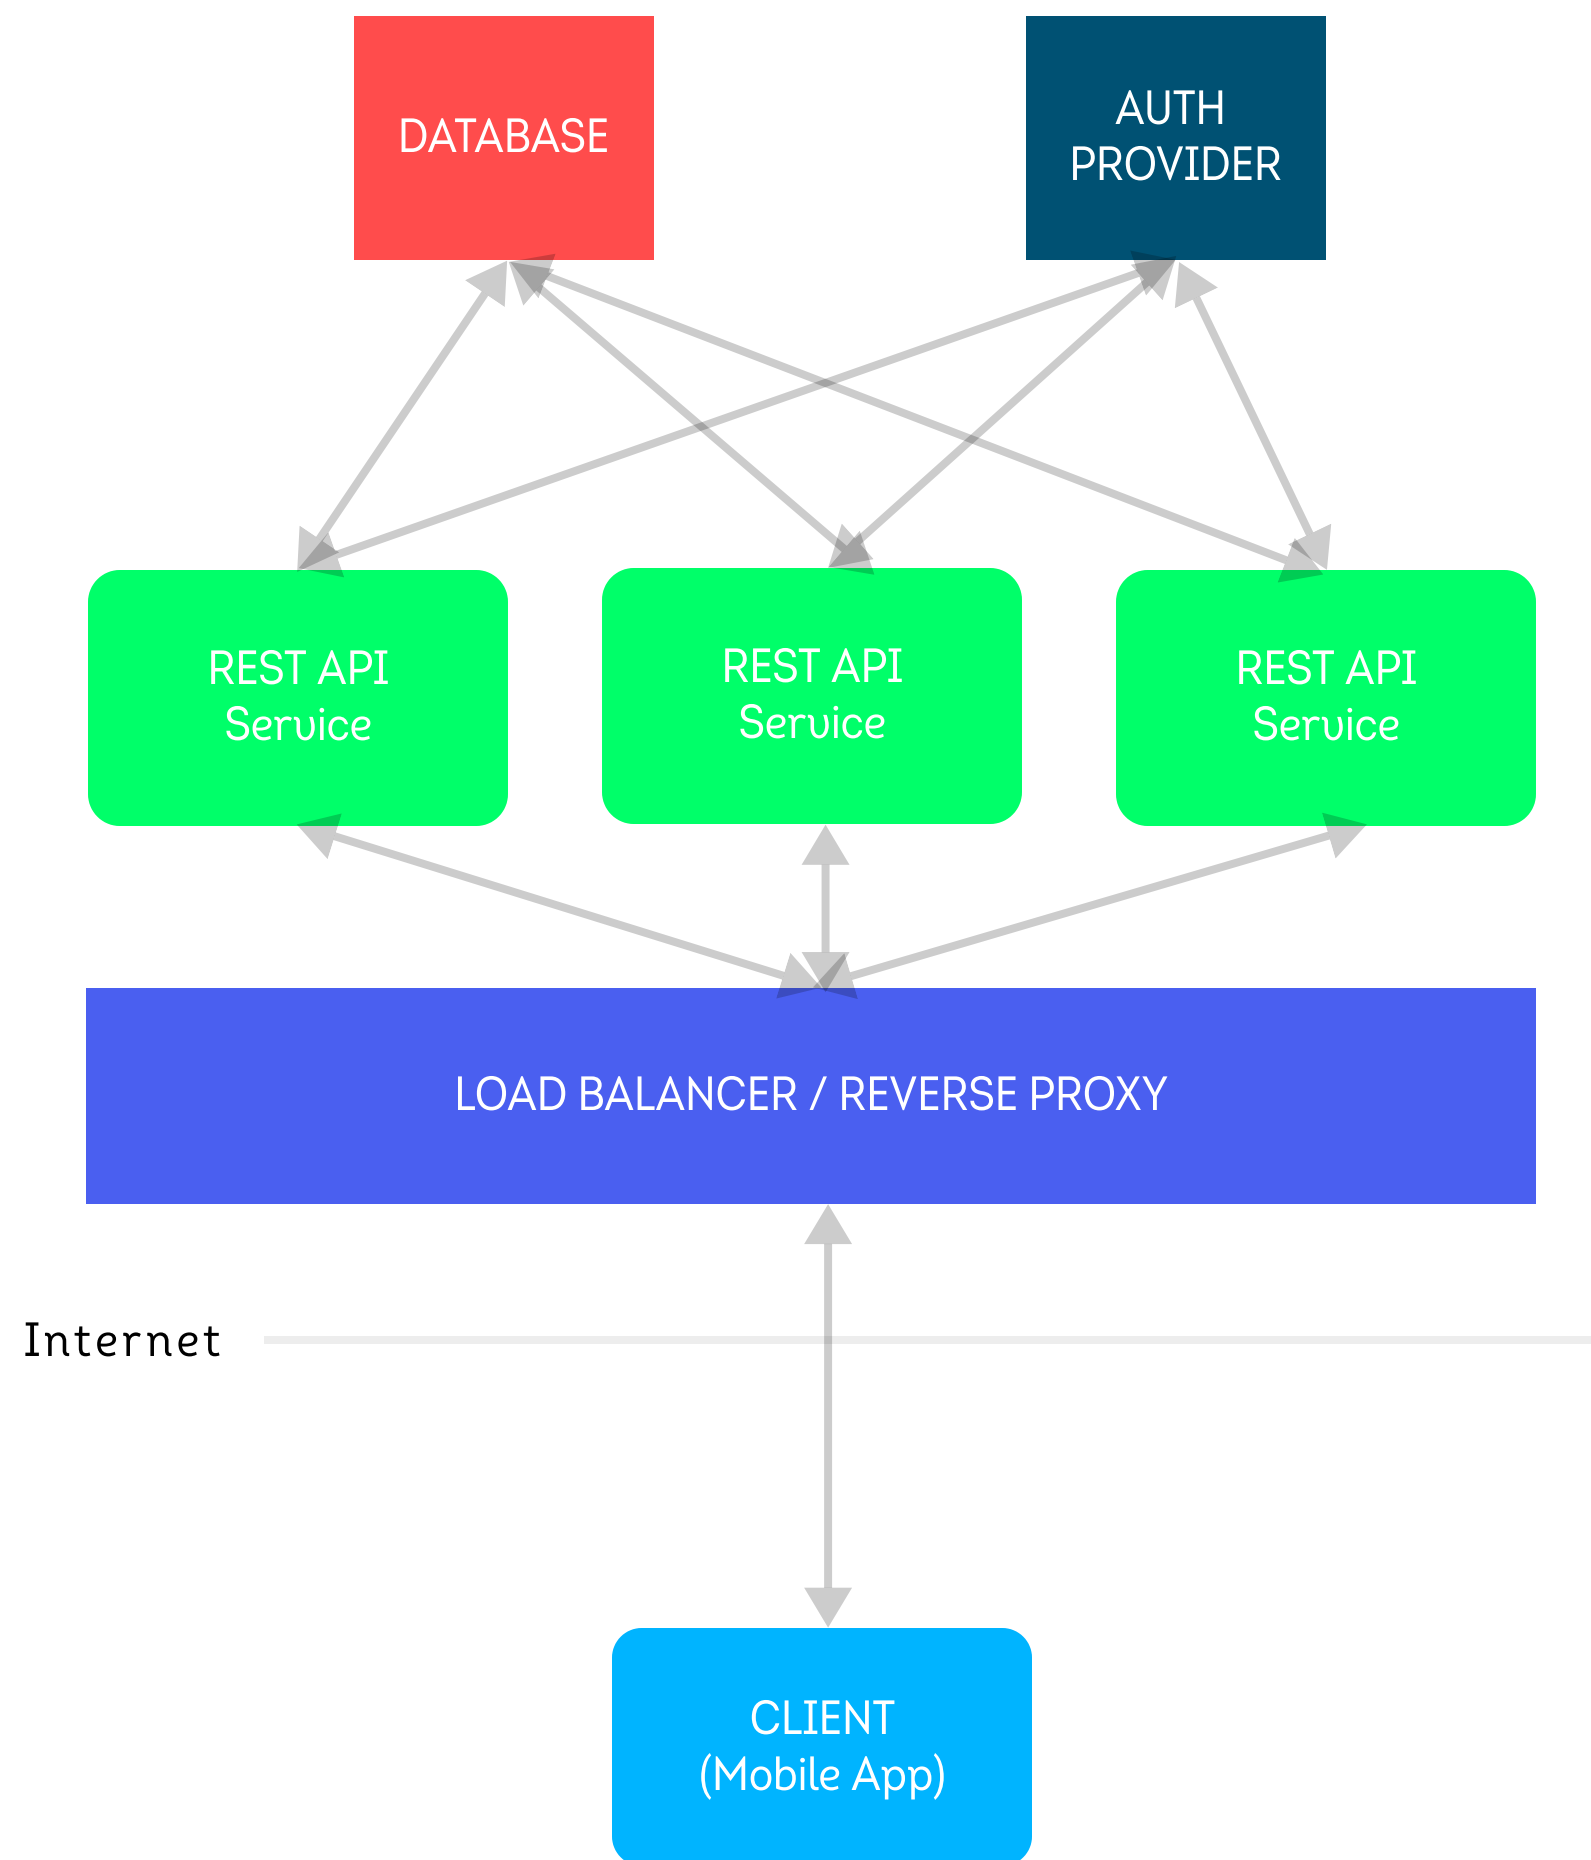 DATABASE
AUTH
PROVIDER
REST API
Service
REST API
Service
REST API
Service
LOAD BALANCER / REVERSE PROXY
Internet
CLIENT
(Mobile App)